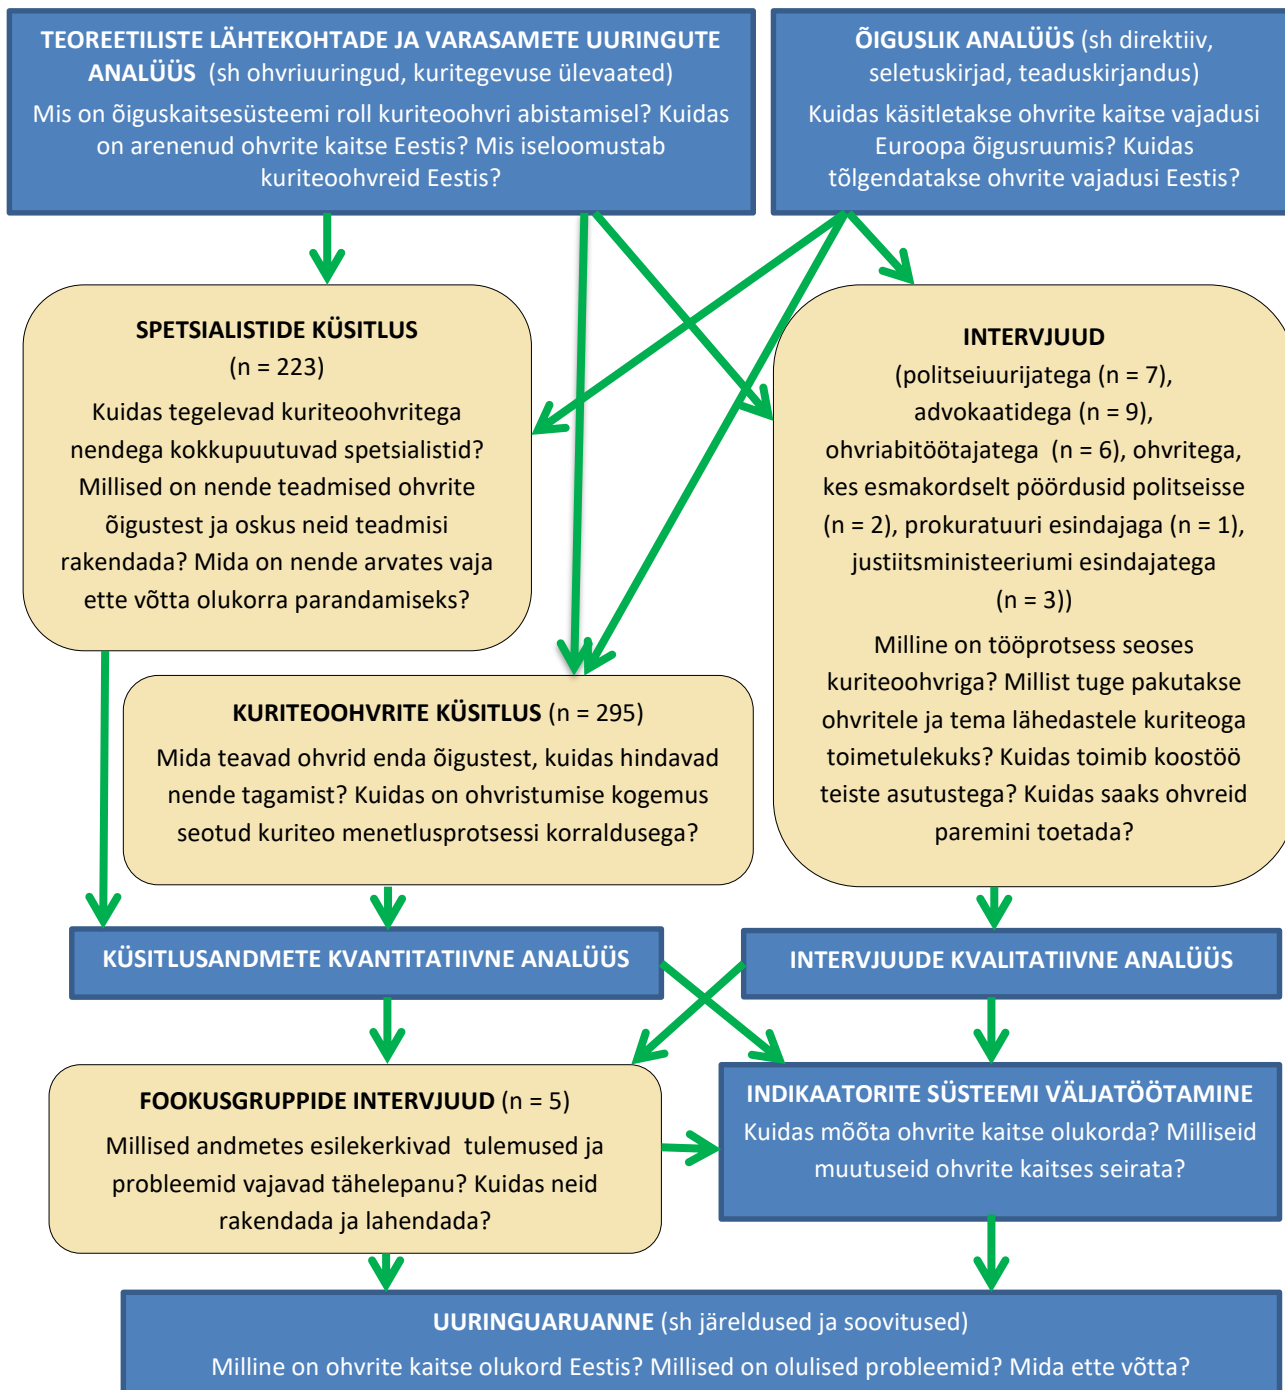 TEOREETILISTE LÄHTEKOHTADE JA VARASAMETE UURINGUTE
ANALÜÜS (sh ohvriuuringud, kuritegevuse ülevaated)
Mis on õiguskaitsesüsteemi roll kuriteoohvri abistamisel? Kuidas
on arenenud ohvrite kaitse Eestis? Mis iseloomustab
kuriteoohvreid Eestis?
ÕIGUSLIK ANALÜÜS (sh direktiiv,
seletuskirjad, teaduskirjandus)
Kuidas käsitletakse ohvrite kaitse vajadusi
Euroopa õigusruumis? Kuidas
tõlgendatakse ohvrite vajadusi Eestis?
SPETSIALISTIDE KÜSITLUS
(n = 223)
Kuidas tegelevad kuriteoohvritega
nendega kokkupuutuvad spetsialistid?
Millised on nende teadmised ohvrite
õigustest ja oskus neid teadmisi
rakendada? Mida on nende arvates vaja
ette võtta olukorra parandamiseks?
INTERVJUUD
(politseiuurijatega (n = 7),
advokaatidega (n = 9),
ohvriabitöötajatega (n = 6), ohvritega,
kes esmakordselt pöördusid politseisse
(n = 2), prokuratuuri esindajaga (n = 1),
justiitsministeeriumi esindajatega
(n = 3))
Milline on tööprotsess seoses
kuriteoohvriga? Millist tuge pakutakse
ohvritele ja tema lähedastele kuriteoga
toimetulekuks? Kuidas toimib koostöö
teiste asutustega? Kuidas saaks ohvreid
paremini toetada?
KURITEOOHVRITE KÜSITLUS (n = 295)
Mida teavad ohvrid enda õigustest, kuidas hindavad
nende tagamist? Kuidas on ohvristumise kogemus
seotud kuriteo menetlusprotsessi korraldusega?
KÜSITLUSANDMETE KVANTITATIIVNE ANALÜÜS
INTERVJUUDE KVALITATIIVNE ANALÜÜS
FOOKUSGRUPPIDE INTERVJUUD (n = 5)
Millised andmetes esilekerkivad tulemused ja
probleemid vajavad tähelepanu? Kuidas neid
rakendada ja lahendada?
INDIKAATORITE SÜSTEEMI VÄLJATÖÖTAMINE
Kuidas mõõta ohvrite kaitse olukorda? Milliseid
muutuseid ohvrite kaitses seirata?
UURINGUARUANNE (sh järeldused ja soovitused)
Milline on ohvrite kaitse olukord Eestis? Millised on olulised probleemid? Mida ette võtta?